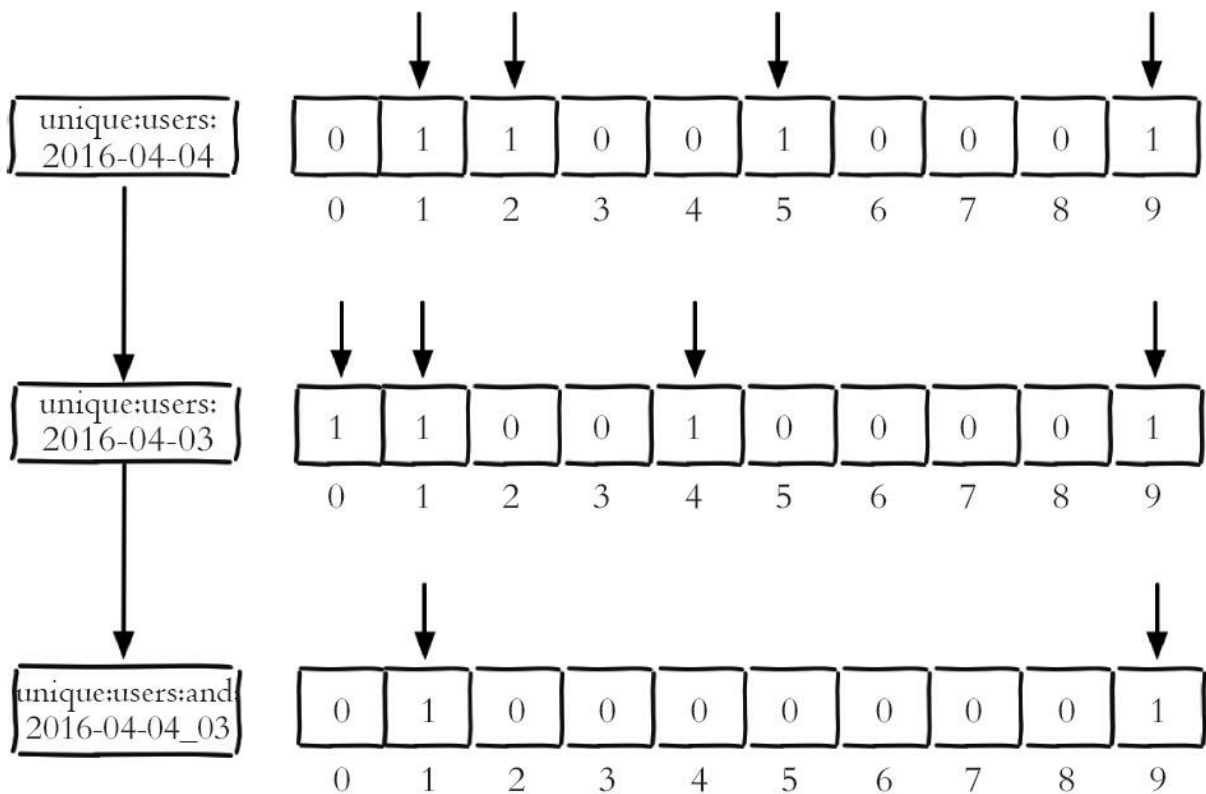 unique:users:
2016-04-04
0 1 1 0 0 1 0 0 0 1
0 1 2 3 4 5 6 7 8 9
unique:users:
2016-04-03
1 1 0 0 1 0 0 0 0 1
0 1 2 3 4 5 6 7 8 9
unique:users:and:
2016-04-04_03
0 1 0 0 0 0 0 0 0 1
0 1 2 3 4 5 6 7 8 9